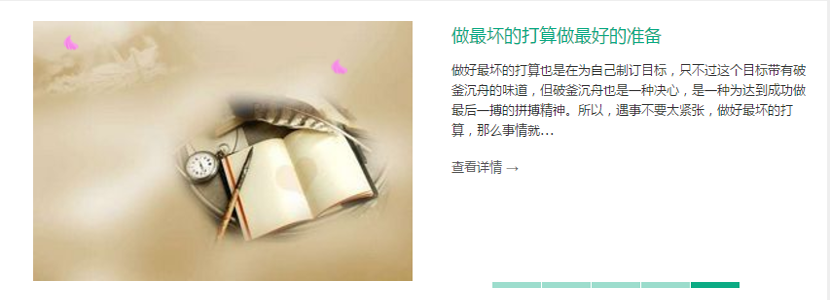 做最坏的打算做最好的准备
做好最坏的打算也是在为自己制订目标，只不过这个目标带有破
釜沉舟的味道，但破釜沉舟也是一种决心，是一种为达到成功做
最后一搏的拼搏精神。所以，遇事不要太紧张，做好最坏的打
算，那么事情就…
查看详情 →